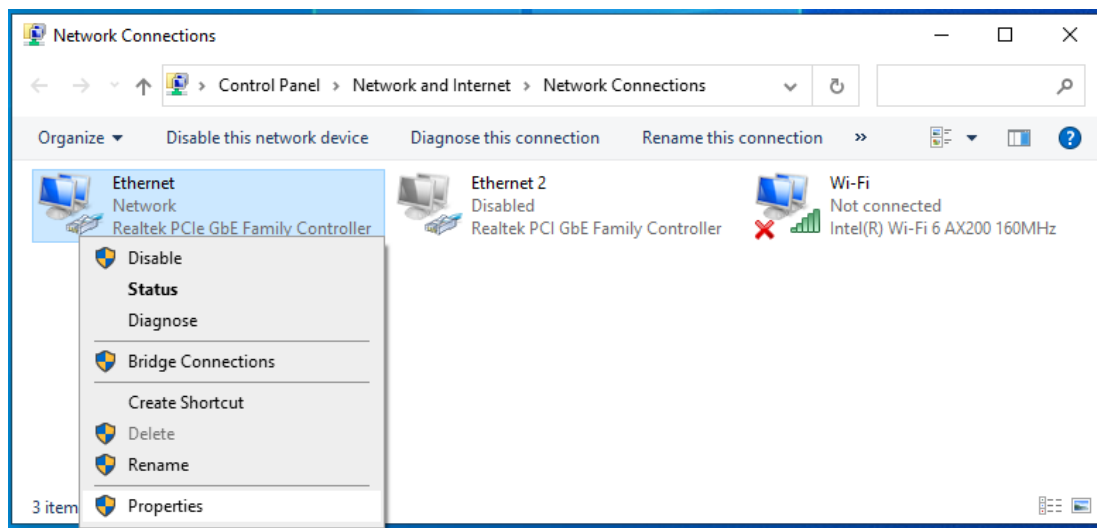 Network Connections
Control Panel > Network and Internet > Network Connections
Organize Disable this network device Diagnose this connection Rename this connection »
Ethernet
Network
Realtek PCIe GbE Family Controller
Ethernet 2
Disabled
Realtek PCI GbE Family Controller
Wi-Fi
Not connected
Intel(R) Wi-Fi 6 AX200 160MHz
Disable
Status
Diagnose
Bridge Connections
Create Shortcut
Delete
Rename
Properties
3 item